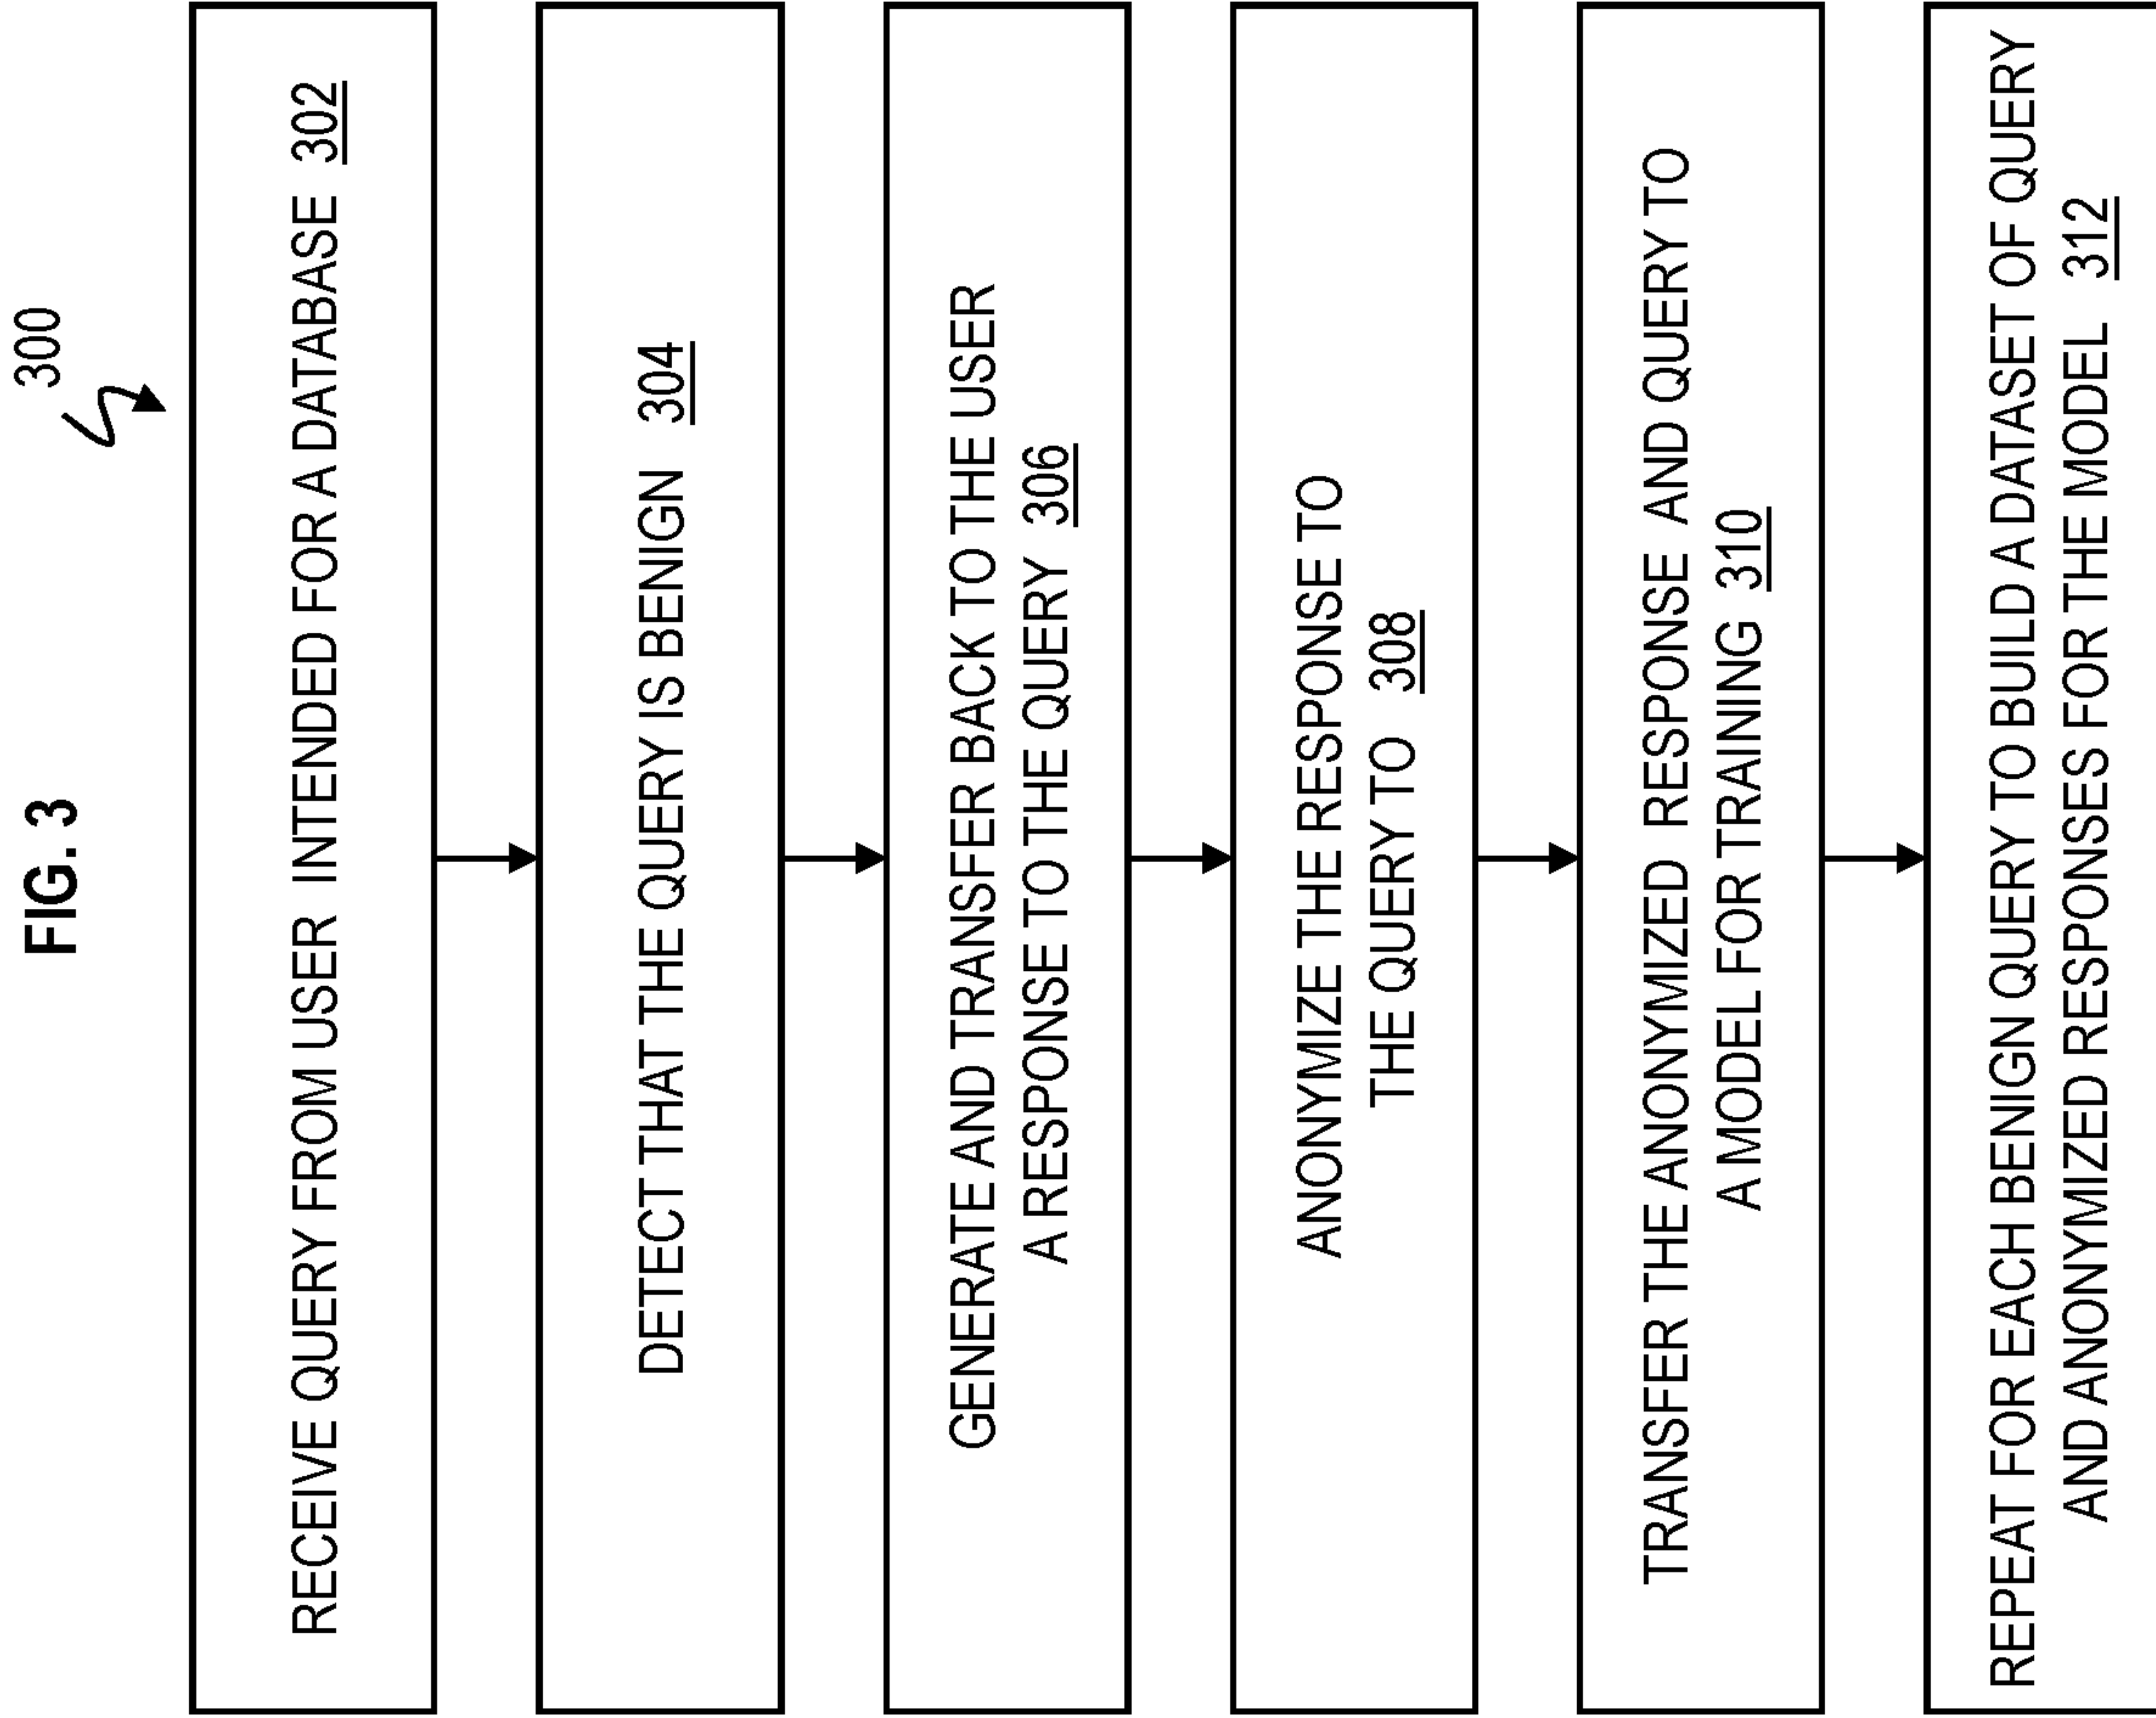 FIG. 3
300
RECEIVE QUERY FROM USER INTENDED FOR A DATABASE 302
DETECT THAT THE QUERY IS BENIGN 304
GENERATE AND TRANSFER BACK TO THE USER
A RESPONSE TO THE QUERY 306
ANONYMIZE THE RESPONSE TO
THE QUERY TO 308
TRANSFER THE ANONYMIZED RESPONSE AND QUERY TO
A MODEL FOR TRAINING 310
REPEAT FOR EACH BENIGN QUERY TO BUILD A DATASET OF QUERY
AND ANONYMIZED RESPONSES FOR THE MODEL 312